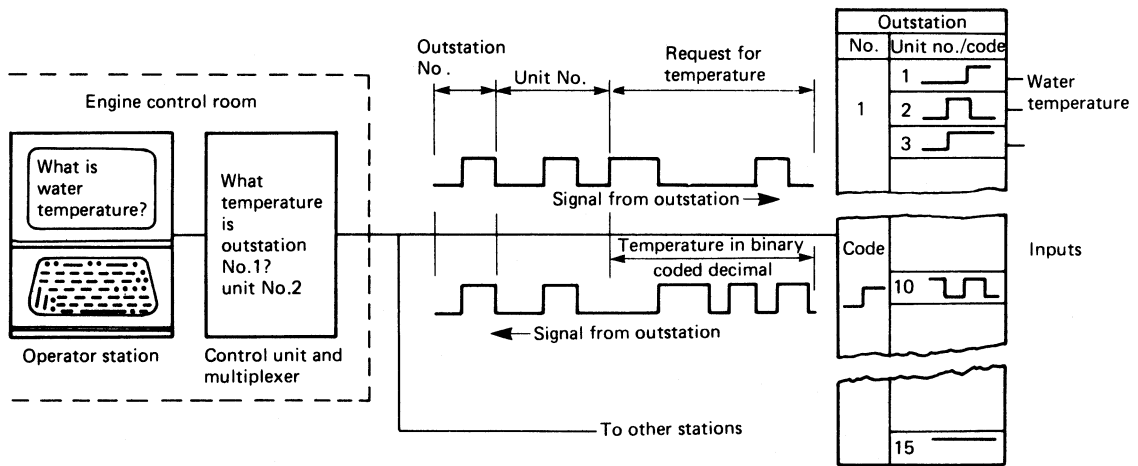 Engine control room
What is
water
temperature?
Operator station
What
temperature
is
outstation
No.1?
unit No.2
Control unit and
multiplexer
Outstation
No.
Unit No.
Request for
temperature
Signal from outstation
Temperature in binary
coded decimal
Signal from outstation
To other stations
Outstation
No. Unit no./code
1
1
2
3
Water
temperature
Code
10
15
Inputs